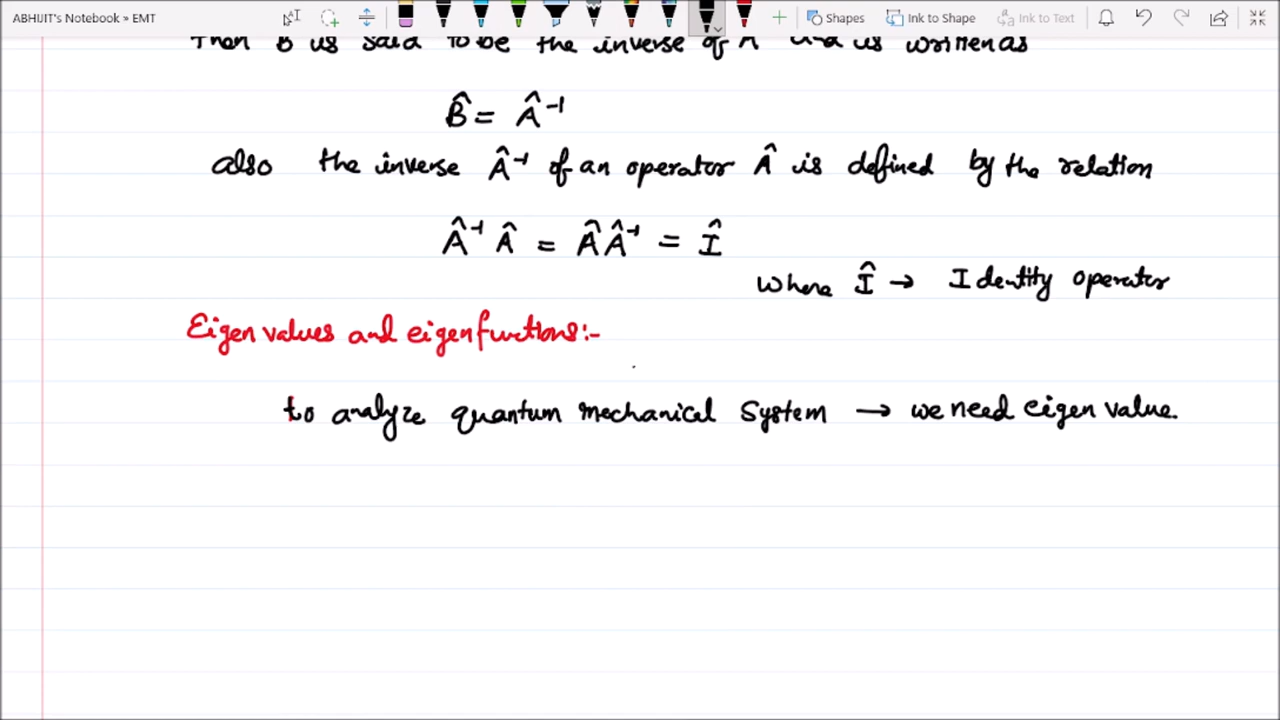 ABHIJIT's Notebook » EMT
Shapes
Ink to Shape
Ink to Text
Then B is said to be the inverse of A and is written as
B̂ = Â⁻¹
also the inverse Â⁻¹ of an operator Â is defined by the relation
Â⁻¹ Â = Â Â⁻¹ = Î
where Î → Identity operator
Eigen values and eigenfunctions:-
to analyze quantum mechanical system → we need eigen value.